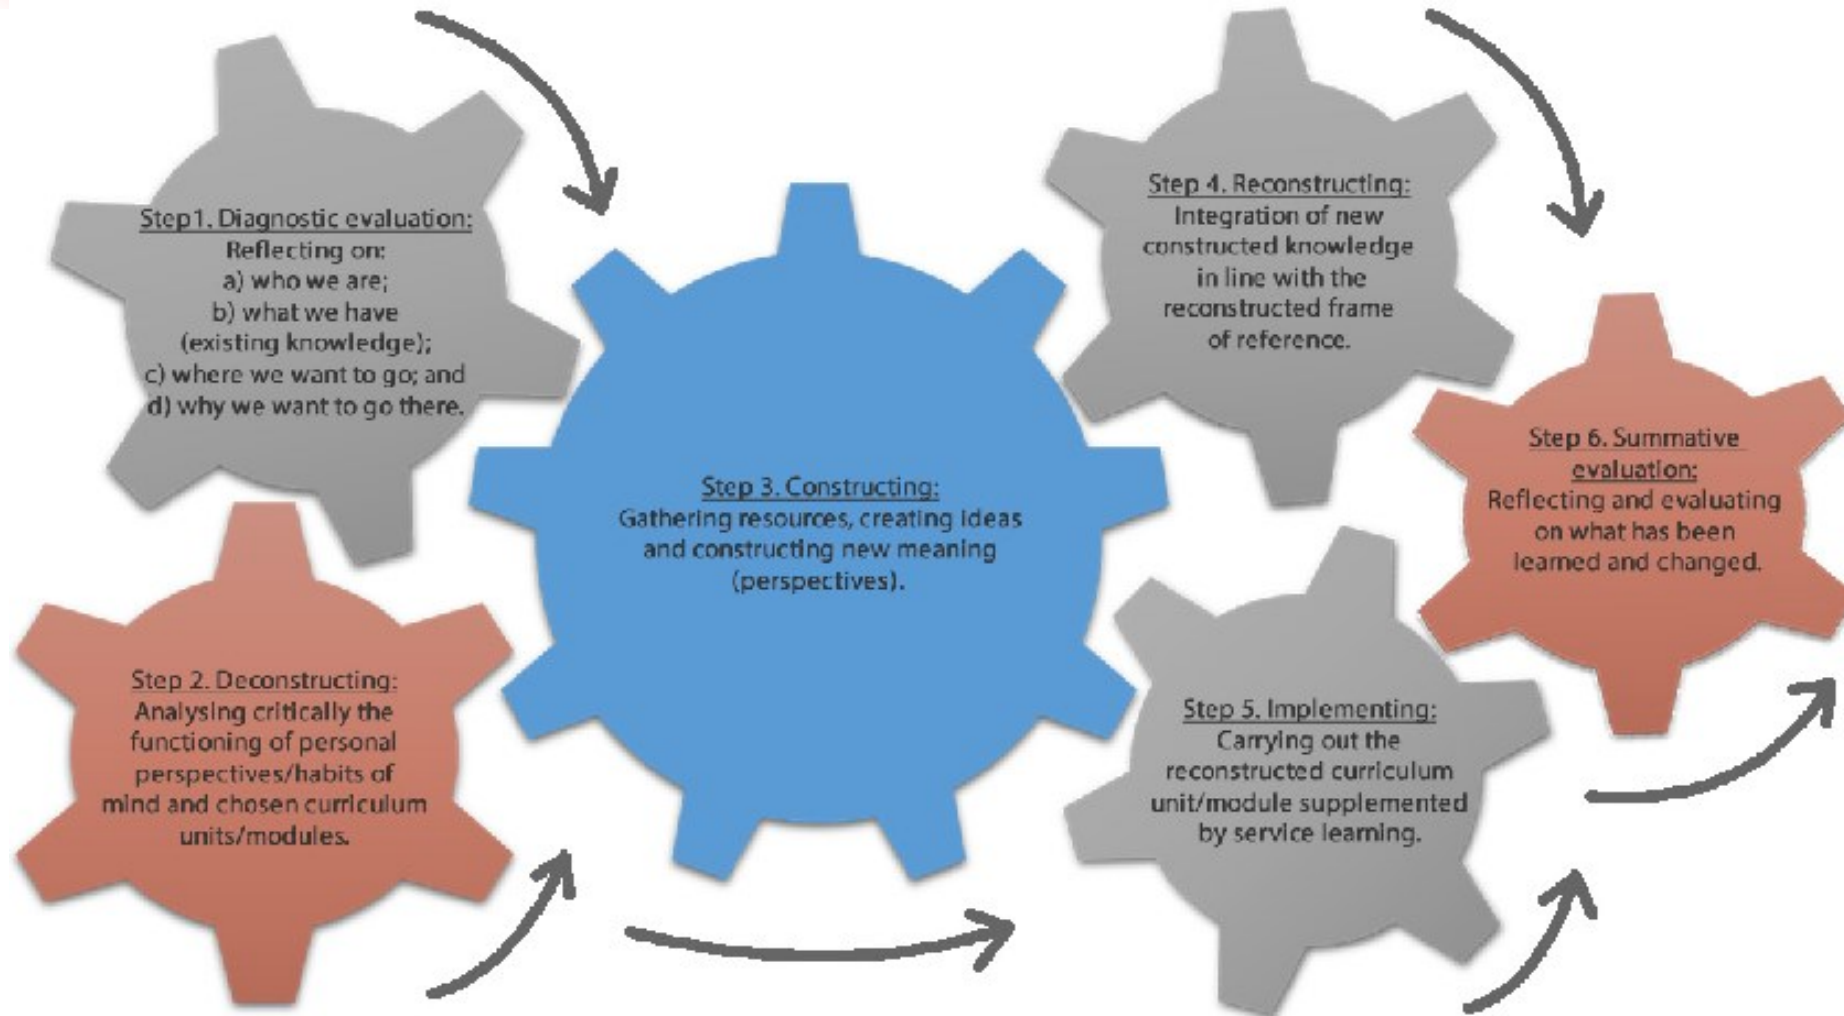 Step1. Diagnostic evaluation:
Reflecting on:
a) who we are;
b) what we have
(existing knowledge);
c) where we want to go; and
d) why we want to go there.
Step 2. Deconstructing:
Analysing critically the
functioning of personal
perspectives/habits of
mind and chosen curriculum
units/modules.
Step 3. Constructing:
Gathering resources, creating ideas
and constructing new meaning
(perspectives).
Step 4. Reconstructing:
Integration of new
constructed knowledge
in line with the
reconstructed frame
of reference.
Step 5. Implementing:
Carrying out the
reconstructed curriculum
unit/module supplemented
by service learning.
Step 6. Summative
evaluation:
Reflecting and evaluating
on what has been
learned and changed.